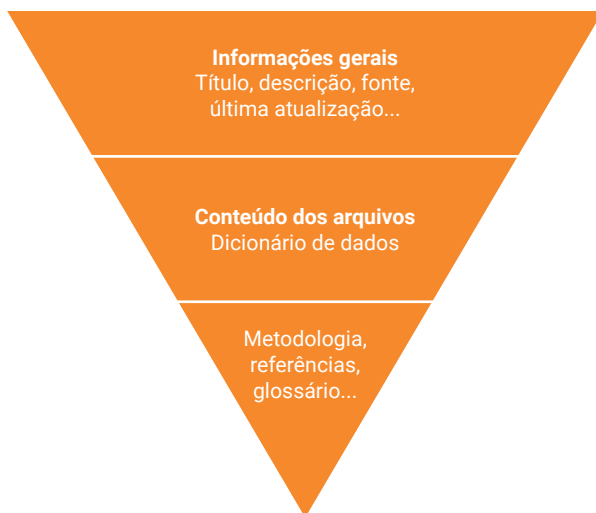 Informações gerais
Título, descrição, fonte,
última atualização...
Conteúdo dos arquivos
Dicionário de dados
Metodologia,
referências,
glossário...